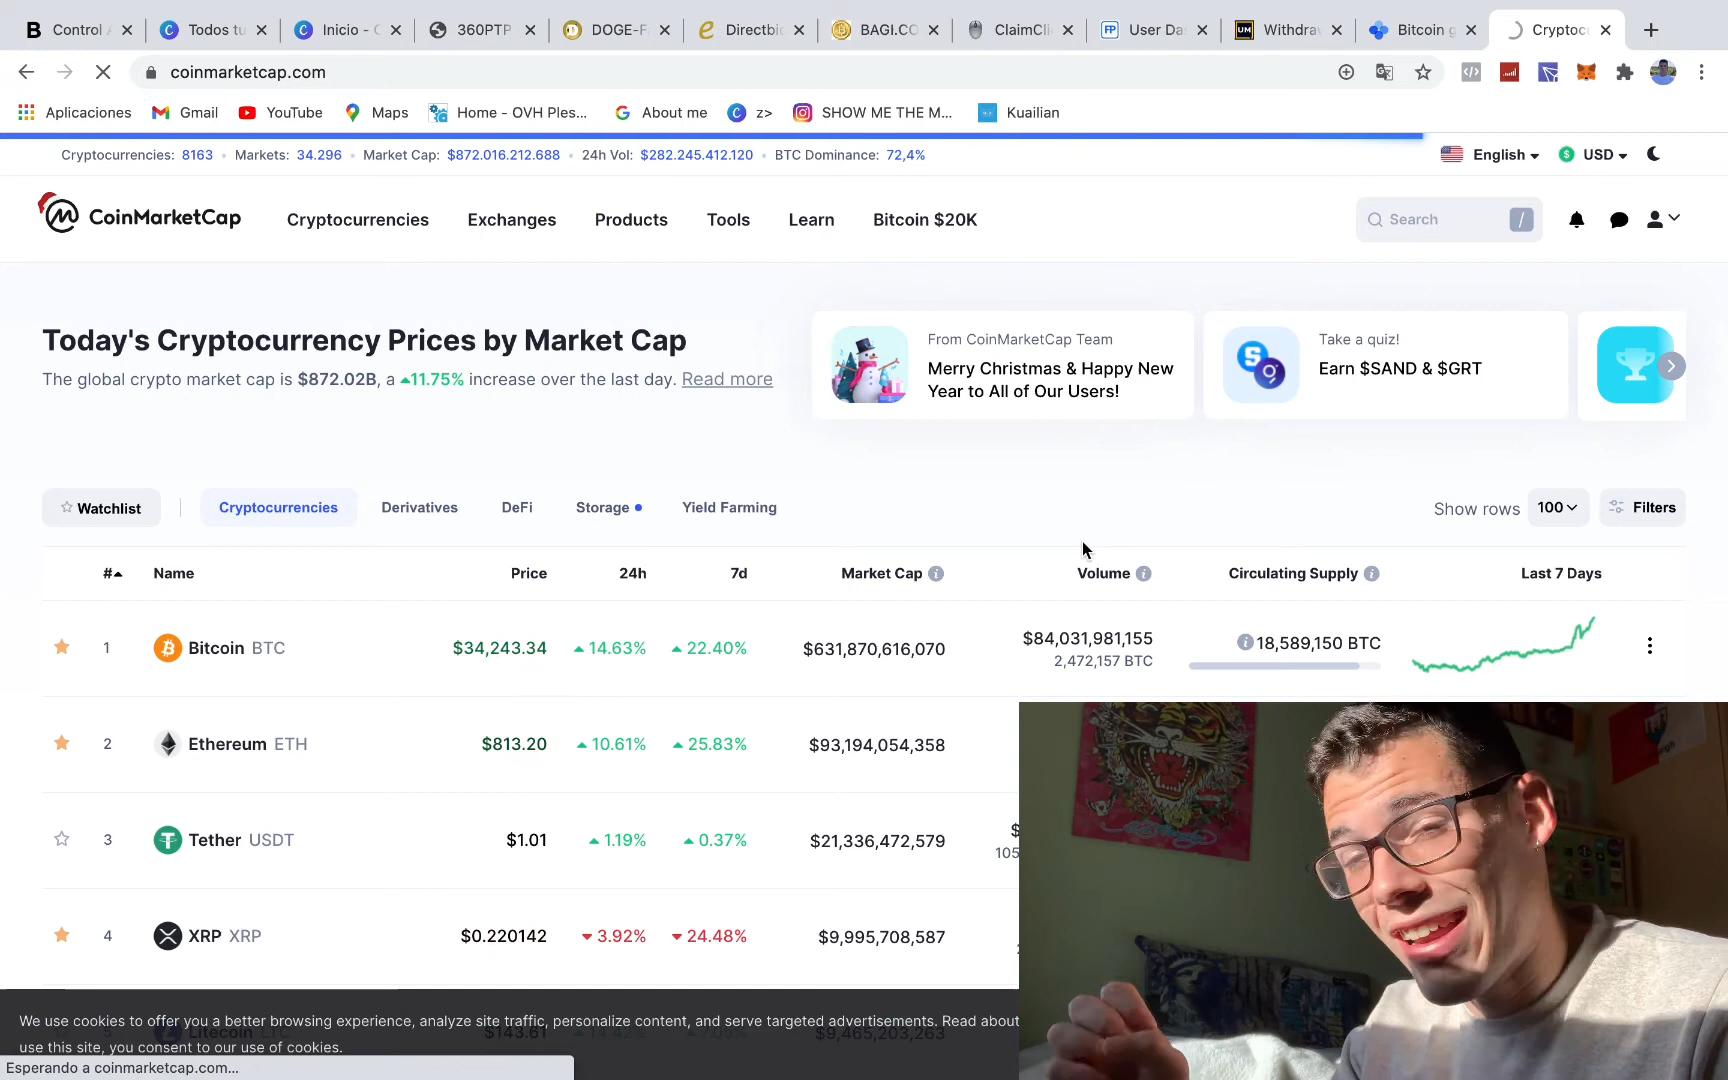 Control A
Todos tu
Inicio - C
360PTP
DOGE-F
Directbi
BAGI.CO
ClaimCli
User Da
Withdra
Bitcoin g
Cryptoc
coinmarketcap.com
Aplicaciones
Gmail
YouTube
Maps
Home - OVH Ples...
About me
z>
SHOW ME THE M...
Kuailian
Cryptocurrencies: 8163 • Markets: 34.296 • Market Cap: $872.016.212.688 • 24h Vol: $282.245.412.120 • BTC Dominance: 72,4%
English
USD
CoinMarketCap
Cryptocurrencies
Exchanges
Products
Tools
Learn
Bitcoin $20K
Search /
Today's Cryptocurrency Prices by Market Cap
The global crypto market cap is $872.02B, a 11.75% increase over the last day. Read more
From CoinMarketCap Team
Merry Christmas & Happy New
Year to All of Our Users!
Take a quiz!
Earn $SAND & $GRT
Watchlist
Cryptocurrencies
Derivatives
DeFi
Storage
Yield Farming
Show rows 100
Filters
# Name Price 24h 7d Market Cap Volume Circulating Supply Last 7 Days
1 Bitcoin BTC $34,243.34 14.63% 22.40% $631,870,616,070 $84,031,981,155 18,589,150 BTC
2,472,157 BTC
2 Ethereum ETH $813.20 10.61% 25.83% $93,194,054,358
3 Tether USDT $1.01 1.19% 0.37% $21,336,472,579 $
105
4 XRP XRP $0.220142 3.92% 24.48% $9,995,708,587
We use cookies to offer you a better browsing experience, analyze site traffic, personalize content, and serve targeted advertisements. Read about
Litecoin $143.61 $9,465,203,263
use this site, you consent to our use of cookies.
Esperando a coinmarketcap.com...